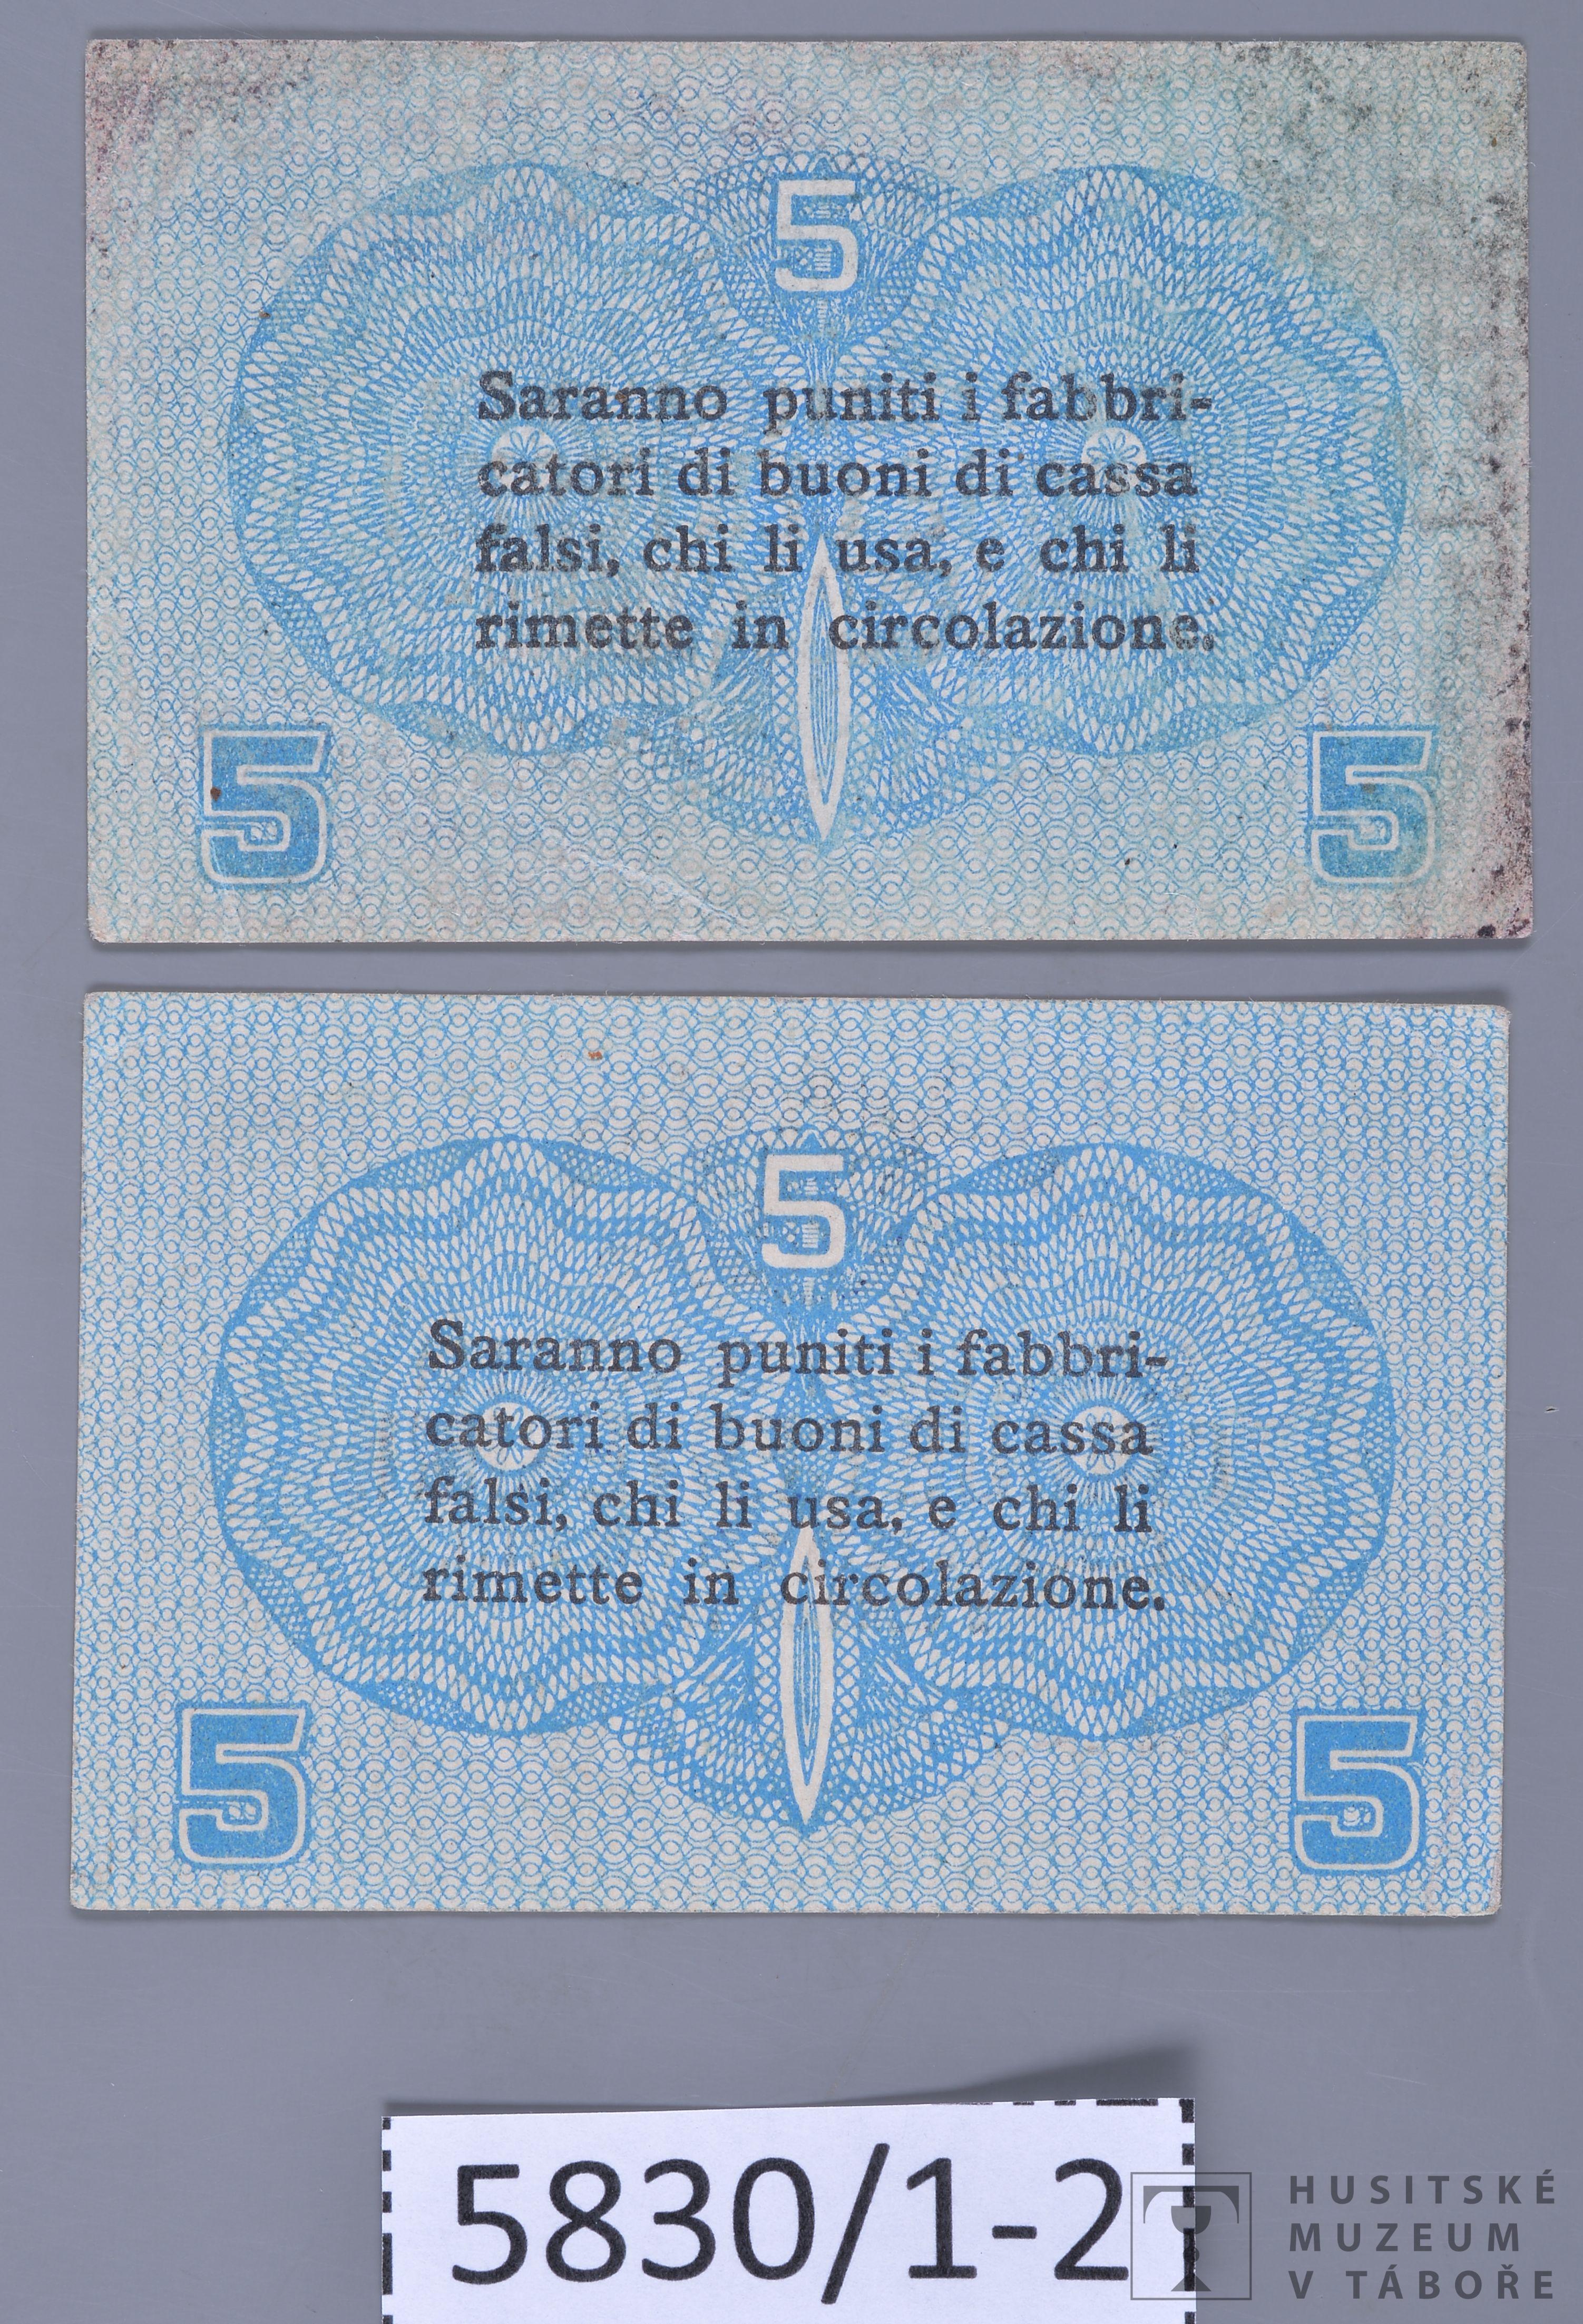 5
Saranno puniti i fabbri-
catori di buoni di cassa
falsi, chi li usa, e chi li
rimette in circolazione.
5 5
5
Saranno puniti i fabbri-
catori di buoni di cassa
falsi, chi li usa, e chi li
rimette in circolazione.
5 5
5830/1-2
HUSITSKÉ
MUZEUM
V TÁBOŘE